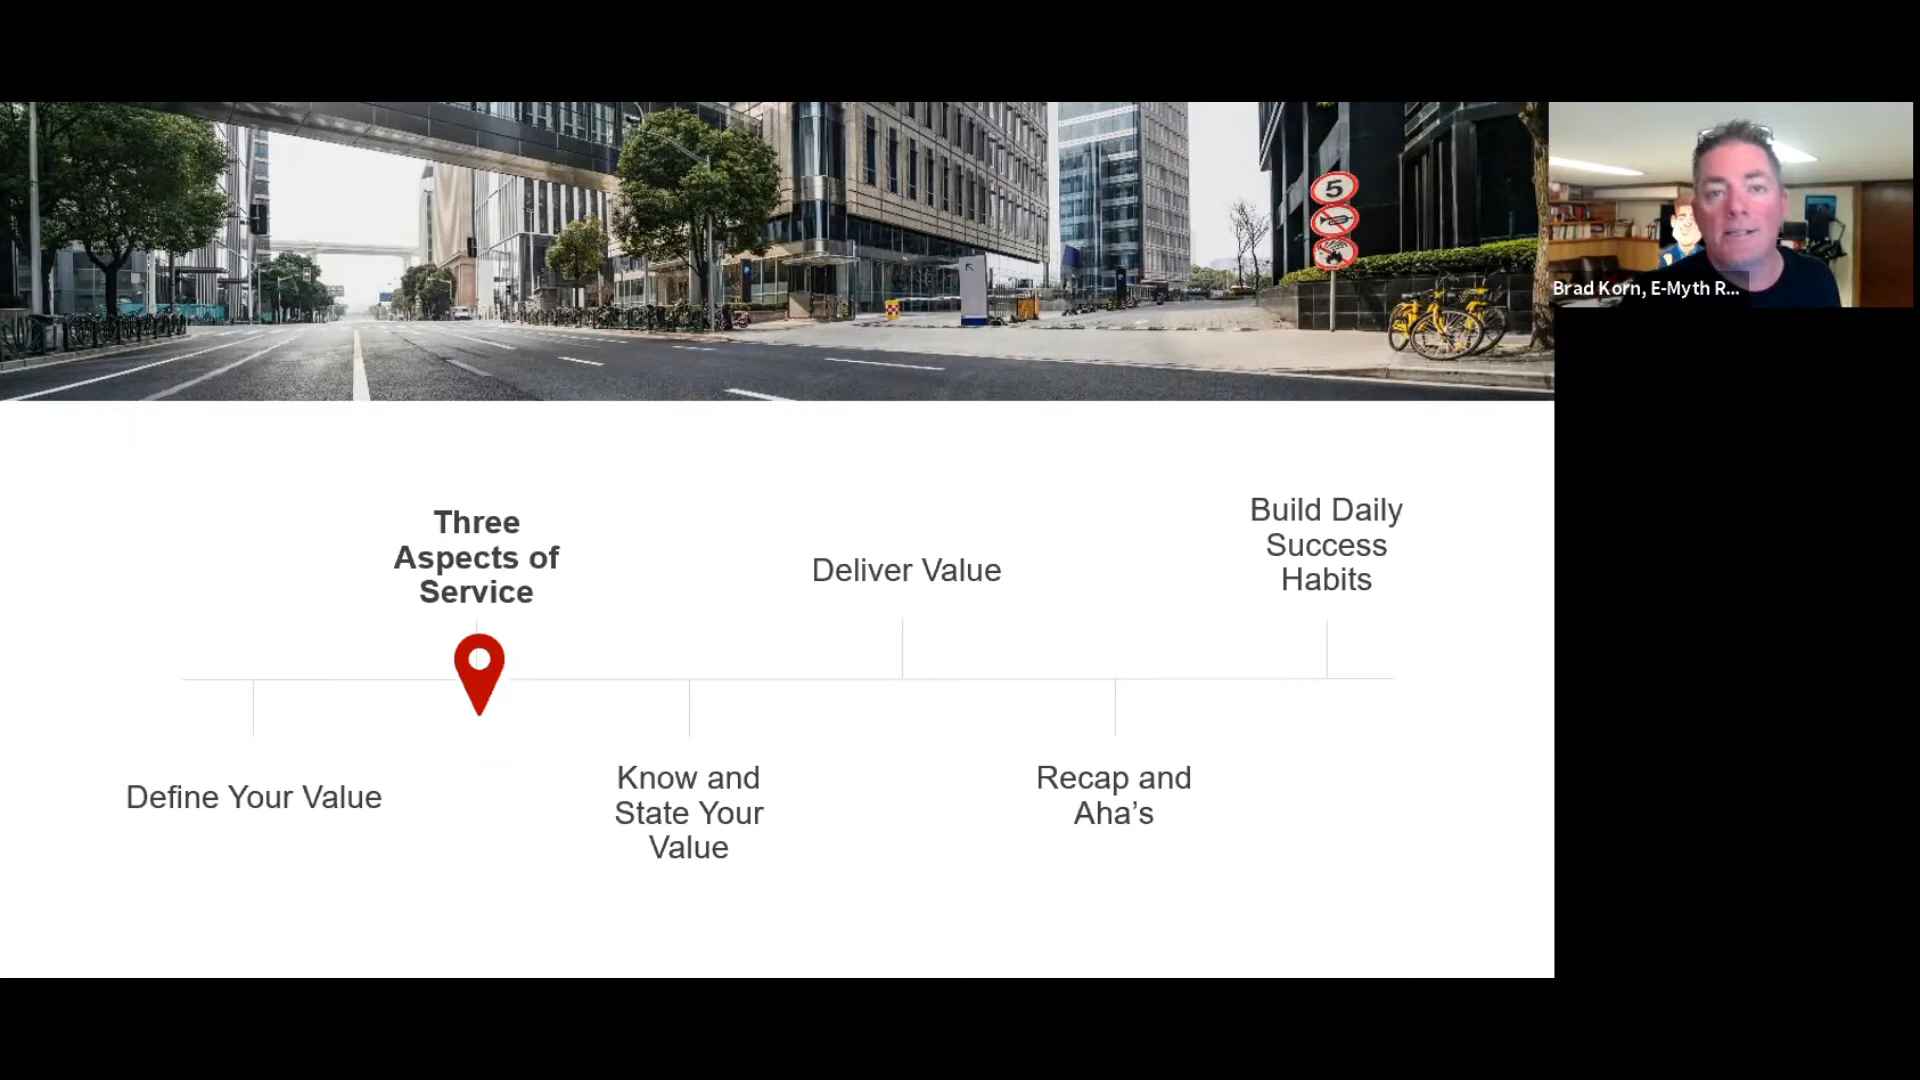 5
Brad Korn, E-Myth R...
Three
Aspects of
Service
Deliver Value
Build Daily
Success
Habits
Define Your Value
Know and
State Your
Value
Recap and
Aha’s